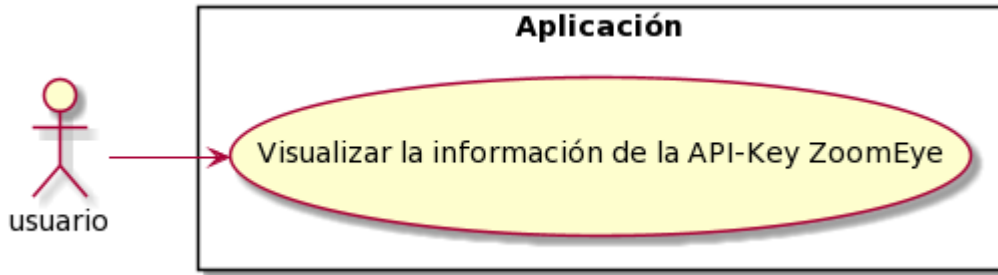 Aplicación
Visualizar la información de la API-Key ZoomEye
usuario